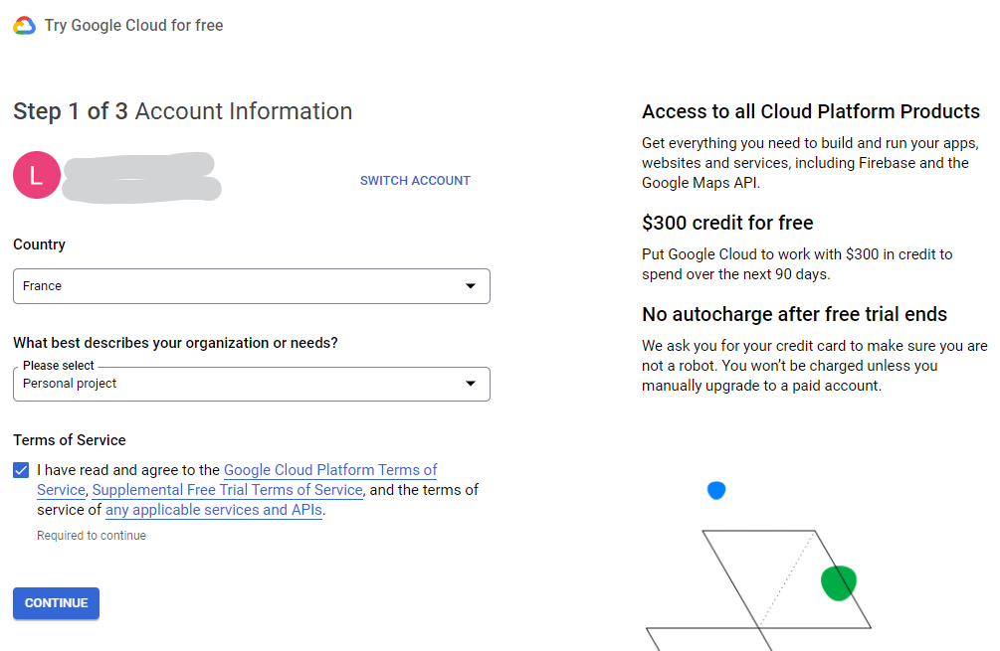 Try Google Cloud for free
Step 1 of 3 Account Information
L
SWITCH ACCOUNT
Country
France
What best describes your organization or needs?
Please select
Personal project
Terms of Service
I have read and agree to the Google Cloud Platform Terms of
Service, Supplemental Free Trial Terms of Service, and the terms of
service of any applicable services and APIs.
Required to continue
CONTINUE
Access to all Cloud Platform Products
Get everything you need to build and run your apps,
websites and services, including Firebase and the
Google Maps API.
$300 credit for free
Put Google Cloud to work with $300 in credit to
spend over the next 90 days.
No autocharge after free trial ends
We ask you for your credit card to make sure you are
not a robot. You won’t be charged unless you
manually upgrade to a paid account.